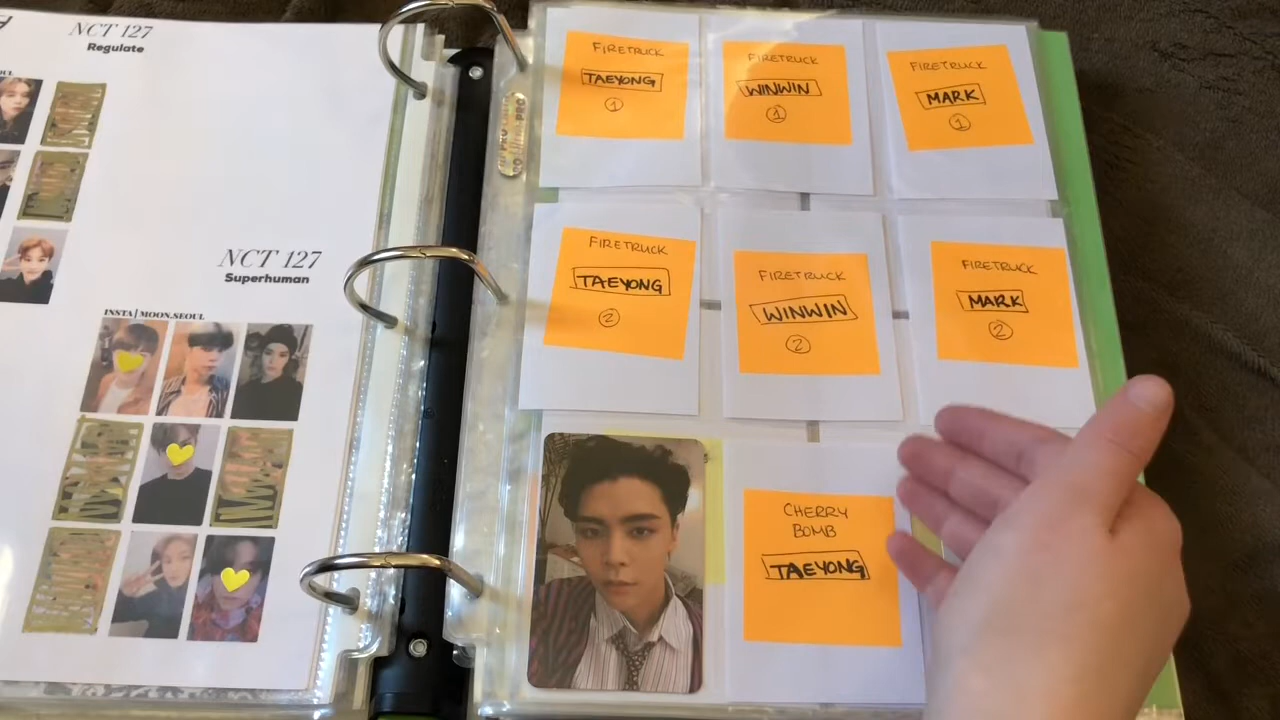 NCT 127
Regulate
NCT 127
Superhuman
INSTA | MOON.SEOUL
FIRETRUCK
TAEYONG
1
FIRETRUCK
WINWIN
1
FIRETRUCK
MARK
1
FIRETRUCK
TAEYONG
2
FIRETRUCK
WINWIN
2
FIRETRUCK
MARK
2
CHERRY
BOMB
TAEYONG